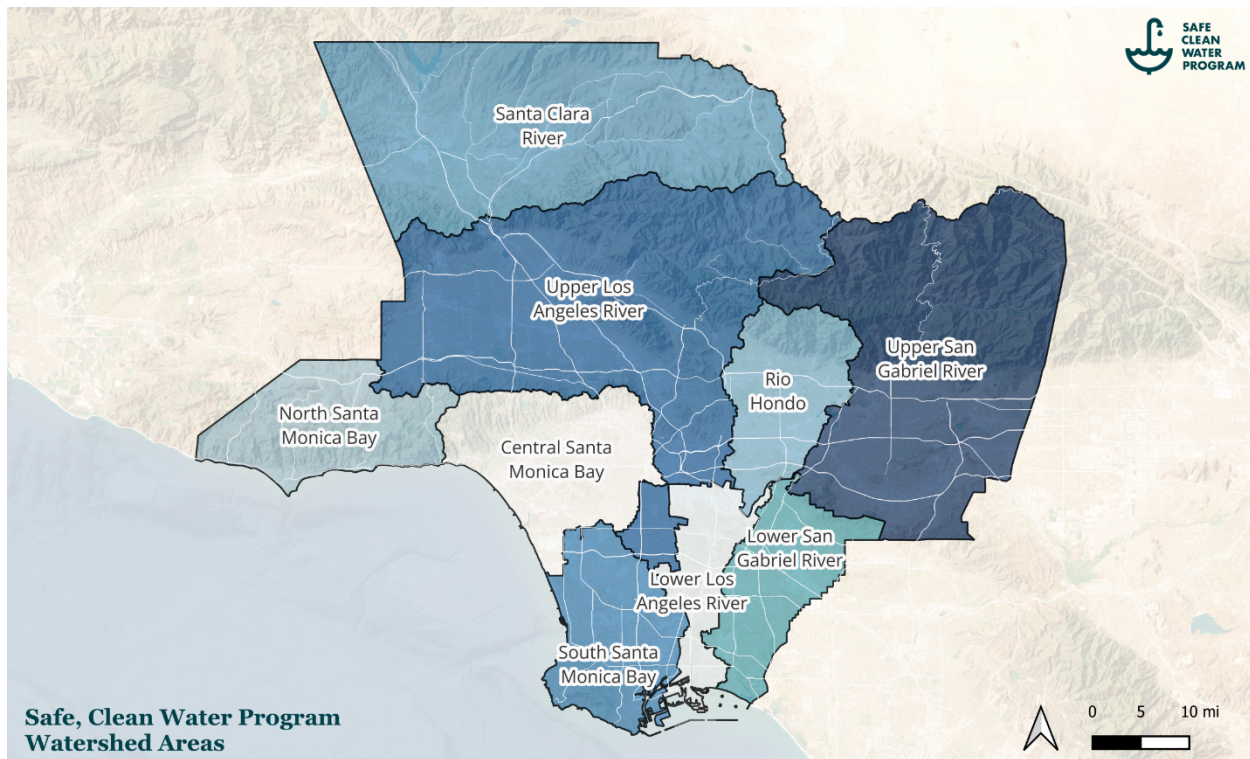 SAFE
CLEAN
WATER
PROGRAM
Santa Clara
River
Upper Los
Angeles River
Upper San
Gabriel River
Rio
Hondo
North Santa
Monica Bay
Central Santa
Monica Bay
Lower San
Gabriel River
Lower Los
Angeles River
South Santa
Monica Bay
Safe, Clean Water Program
Watershed Areas
0 5 10 mi